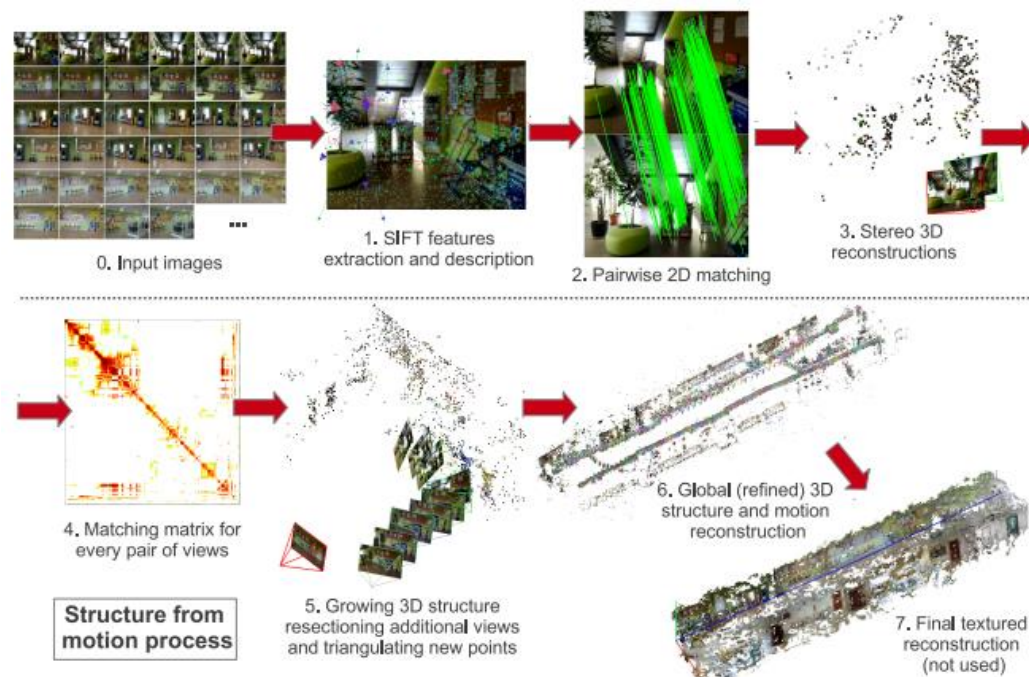 0. Input images
1. SIFT features
extraction and description
2. Pairwise 2D matching
3. Stereo 3D
reconstructions
4. Matching matrix for
every pair of views
5. Growing 3D structure
resectioning additional views
and triangulating new points
6. Global (refined) 3D
structure and motion
reconstruction
7. Final textured
reconstruction
(not used)
Structure from
motion process